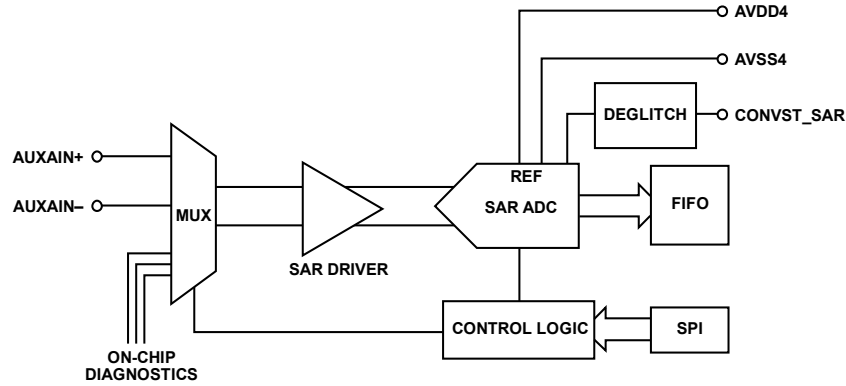 AVDD4
AVSS4
DEGLITCH
CONVST_SAR
AUXAIN+
AUXAIN–
MUX
REF
SAR ADC
FIFO
SAR DRIVER
CONTROL LOGIC
SPI
ON-CHIP
DIAGNOSTICS